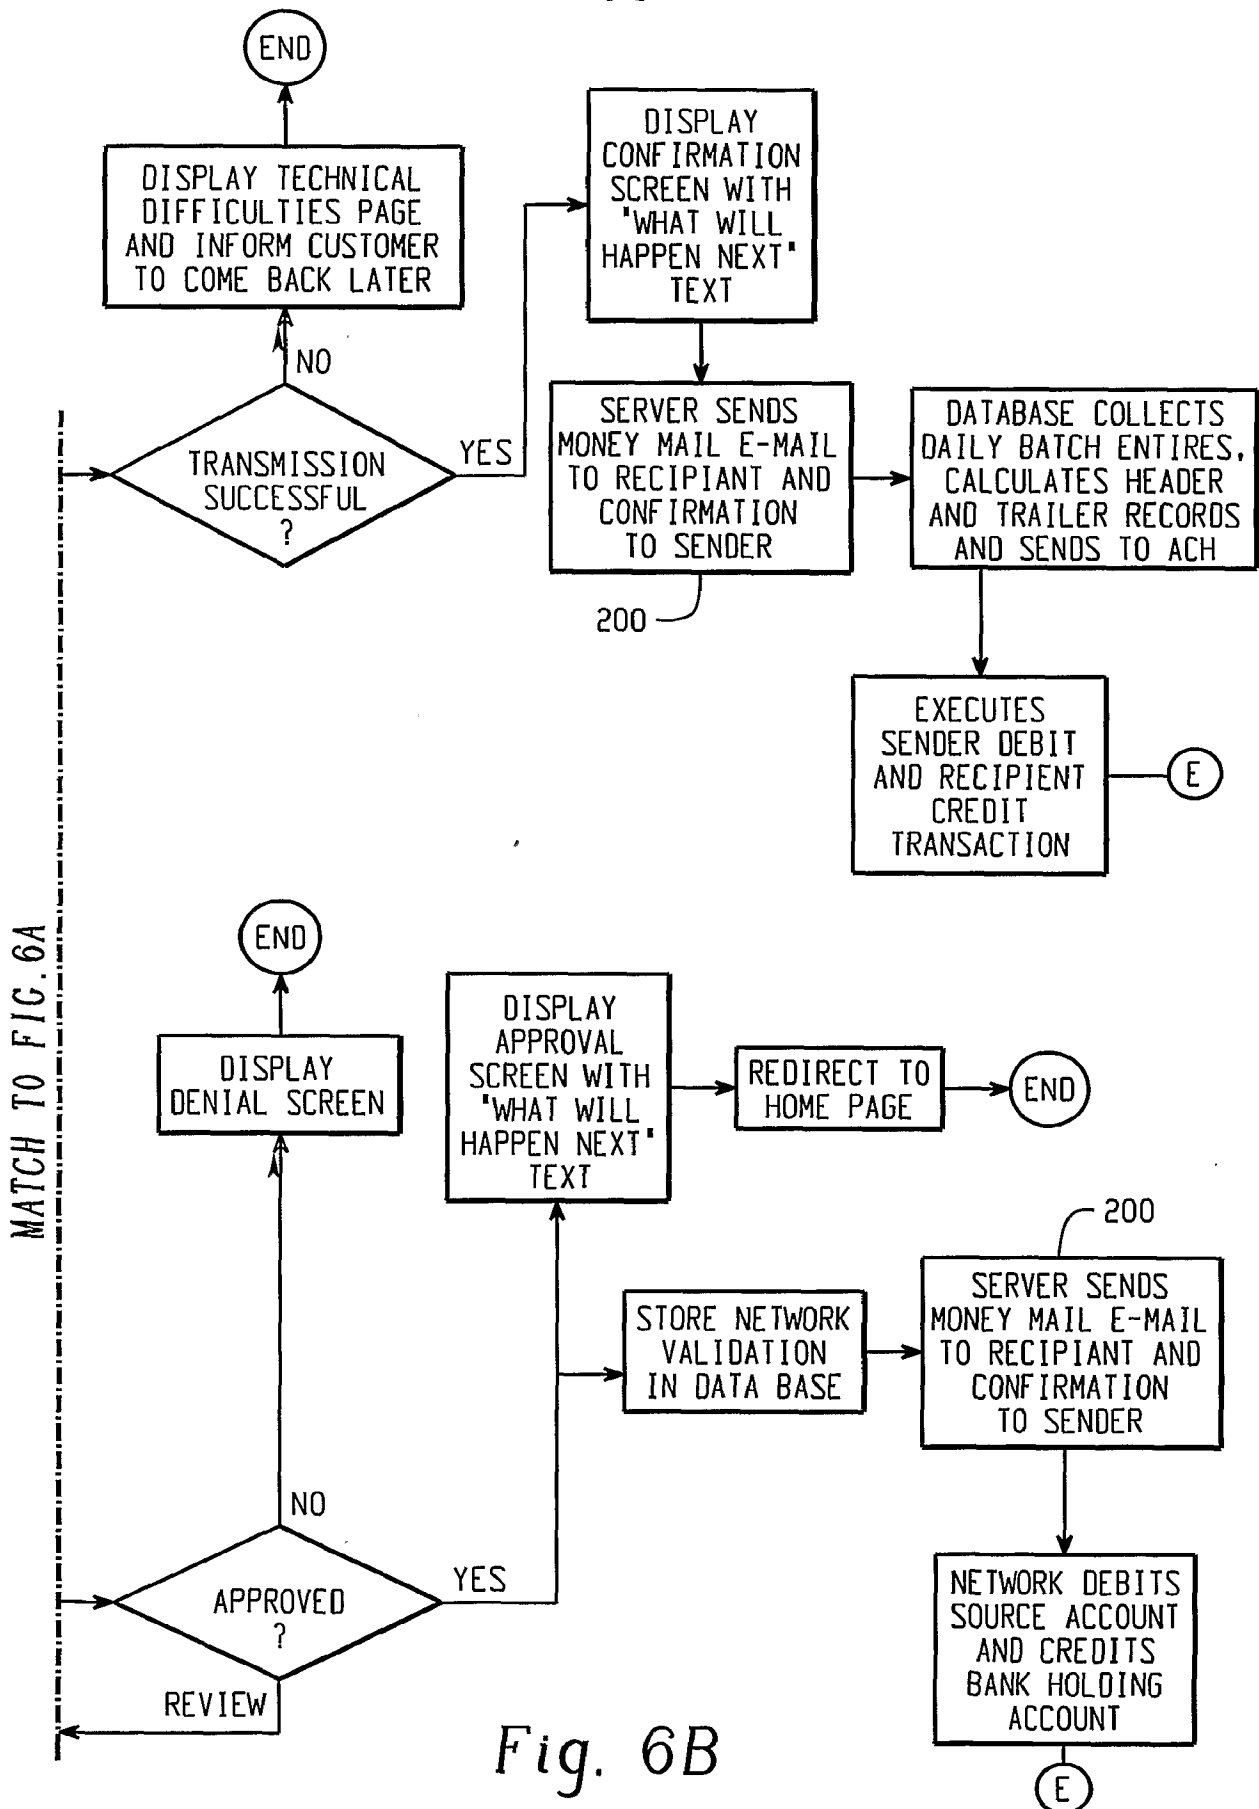 END
DISPLAY TECHNICAL
DIFFICULTIES PAGE
AND INFORM CUSTOMER
TO COME BACK LATER
NO
TRANSMISSION
SUCCESSFUL
?
YES
DISPLAY
CONFIRMATION
SCREEN WITH
"WHAT WILL
HAPPEN NEXT"
TEXT
SERVER SENDS
MONEY MAIL E-MAIL
TO RECIPIANT AND
CONFIRMATION
TO SENDER
200
DATABASE COLLECTS
DAILY BATCH ENTIRES,
CALCULATES HEADER
AND TRAILER RECORDS
AND SENDS TO ACH
EXECUTES
SENDER DEBIT
AND RECIPIENT
CREDIT
TRANSACTION
E
MATCH TO FIG. 6A
END
DISPLAY
DENIAL SCREEN
NO
APPROVED
?
YES
REVIEW
DISPLAY
APPROVAL
SCREEN WITH
"WHAT WILL
HAPPEN NEXT"
TEXT
REDIRECT TO
HOME PAGE
END
STORE NETWORK
VALIDATION
IN DATA BASE
200
SERVER SENDS
MONEY MAIL E-MAIL
TO RECIPIANT AND
CONFIRMATION
TO SENDER
NETWORK DEBITS
SOURCE ACCOUNT
AND CREDITS
BANK HOLDING
ACCOUNT
E
Fig. 6B